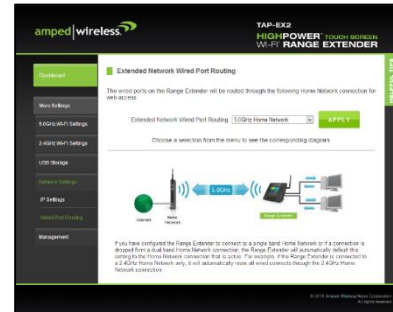 amped wireless
TAP-EX2
HIGHPOWER TOUCH SCREEN
WI-FI RANGE EXTENDER
HELPFUL TIPS
Dashboard
More Settings
5.0GHz Wi-Fi Settings
2.4GHz Wi-Fi Settings
USB Storage
Network Settings
IP Settings
Wired Port Routing
Management
Extended Network Wired Port Routing
The wired ports on the Range Extender will be routed through the following Home Network connection for
web access.
Extended Network Wired Port Routing 5.0GHz Home Network APPLY
Choose a selection from the menu to see the corresponding diagram
5.0GHz
Internet
Home
Network
Range Extender
If you have configured the Range Extender to connect to a single band Home Network or if a connection is
dropped from a dual band Home Network connection, the Range Extender will automatically default this
setting to the Home Network connection that is active. For example, if the Range Extender is connected to
a 2.4GHz Home Network only, it will automatically route all wired connects through the 2.4GHz Home
Network connection.